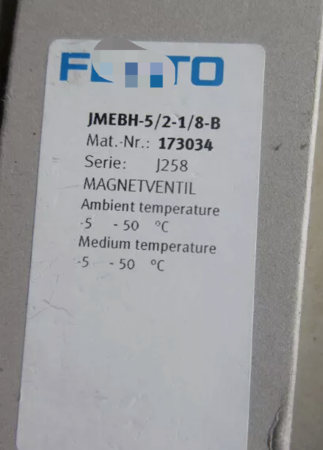 JMEBH-5/2-1/8-B
Mat.-Nr.: 173034
Serie: J258
MAGNETVENTIL
Ambient temperature
-5 - 50 °C
Medium temperature
-5 - 50 °C